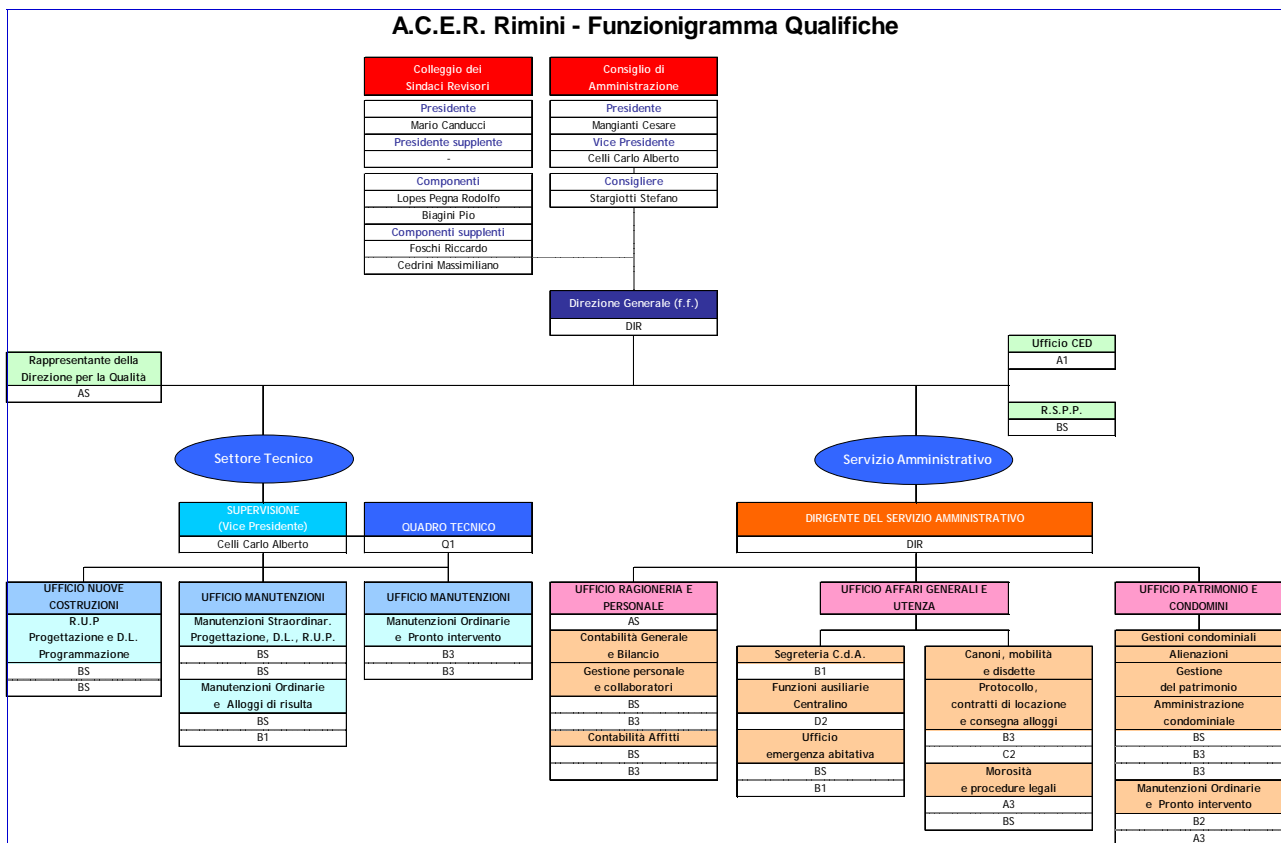 A.C.E.R. Rimini - Funzionigramma Qualifiche
Colleggio dei
Sindaci Revisori
Presidente
Mario Canducci
Presidente supplente
-
Componenti
Lopes Pegna Rodolfo
Biagini Pio
Componenti supplenti
Foschi Riccardo
Cedrini Massimiliano
Consiglio di
Amministrazione
Presidente
Mangianti Cesare
Vice Presidente
Celli Carlo Alberto
Consigliere
Stargiotti Stefano
Direzione Generale (f.f.)
DIR
Rappresentante della
Direzione per la Qualità
AS
Ufficio CED
A1
R.S.P.P.
BS
Settore Tecnico
Servizio Amministrativo
SUPERVISIONE
(Vice Presidente)
Celli Carlo Alberto
QUADRO TECNICO
Q1
DIRIGENTE DEL SERVIZIO AMMINISTRATIVO
DIR
UFFICIO NUOVE
COSTRUZIONI
R.U.P
Progettazione e D.L.
Programmazione
BS
BS
UFFICIO MANUTENZIONI
Manutenzioni Straordinar.
Progettazione, D.L., R.U.P.
BS
BS
Manutenzioni Ordinarie
e Alloggi di risulta
BS
B1
UFFICIO MANUTENZIONI
Manutenzioni Ordinarie
e Pronto intervento
B3
B3
UFFICIO RAGIONERIA E
PERSONALE
AS
Contabilità Generale
e Bilancio
Gestione personale
e collaboratori
BS
B3
Contabilità Affitti
BS
B3
UFFICIO AFFARI GENERALI E
UTENZA
Segreteria C.d.A.
B1
Funzioni ausiliarie
Centralino
D2
Ufficio
emergenza abitativa
BS
B1
Canoni, mobilità
e disdette
Protocollo,
contratti di locazione
e consegna alloggi
B3
C2
Morosità
e procedure legali
A3
BS
UFFICIO PATRIMONIO E
CONDOMINI
Gestioni condominiali
Alienazioni
Gestione
del patrimonio
Amministrazione
condominiale
BS
B3
B3
Manutenzioni Ordinarie
e Pronto intervento
B2
A3